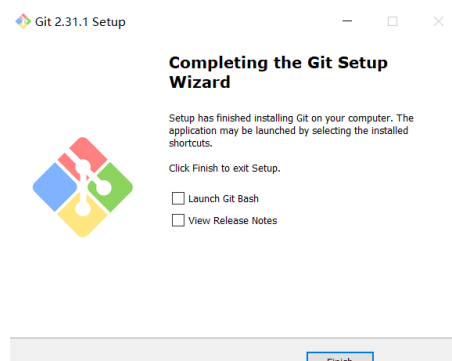 Git 2.31.1 Setup
Completing the Git Setup
Wizard
Setup has finished installing Git on your computer. The
application may be launched by selecting the installed
shortcuts.
Click Finish to exit Setup.
Launch Git Bash
View Release Notes
Finish